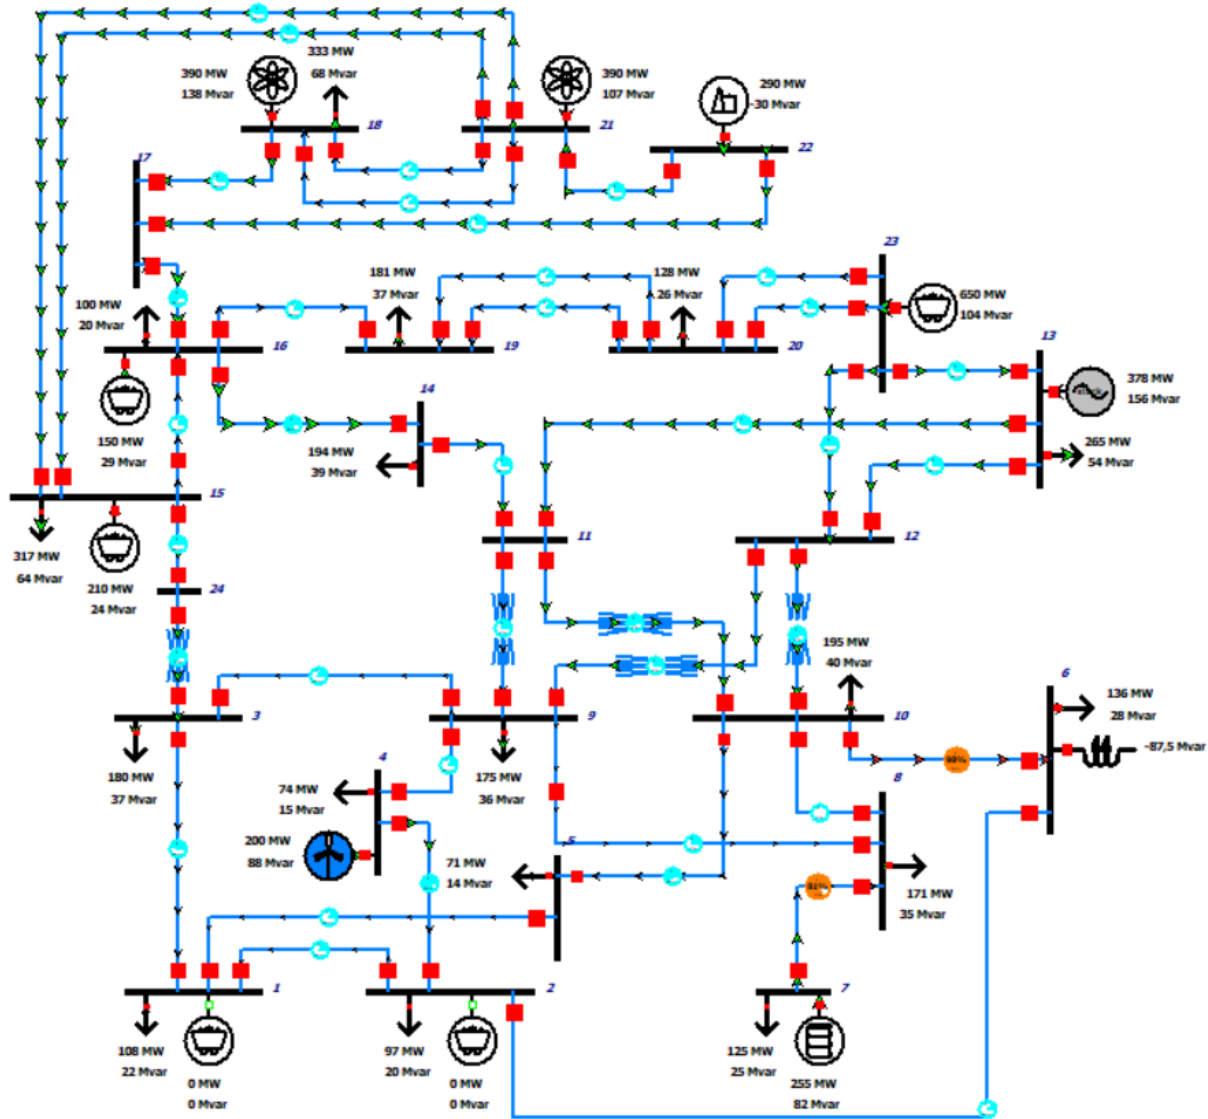 333 MW
68 Mvar
390 MW
138 Mvar
390 MW
107 Mvar
290 MW
-30 Mvar
18
21
22
17
23
181 MW
37 Mvar
128 MW
26 Mvar
650 MW
104 Mvar
100 MW
20 Mvar
13
16
19
20
14
378 MW
156 Mvar
150 MW
29 Mvar
194 MW
39 Mvar
265 MW
54 Mvar
15
11
12
317 MW
64 Mvar
24
210 MW
24 Mvar
195 MW
40 Mvar
6
136 MW
28 Mvar
3
9
10
-87,5 Mvar
4
8
180 MW
37 Mvar
74 MW
15 Mvar
175 MW
36 Mvar
200 MW
88 Mvar
5
71 MW
14 Mvar
171 MW
35 Mvar
1
2
7
108 MW
22 Mvar
97 MW
20 Mvar
125 MW
25 Mvar
0 MW
0 Mvar
0 MW
0 Mvar
255 MW
82 Mvar